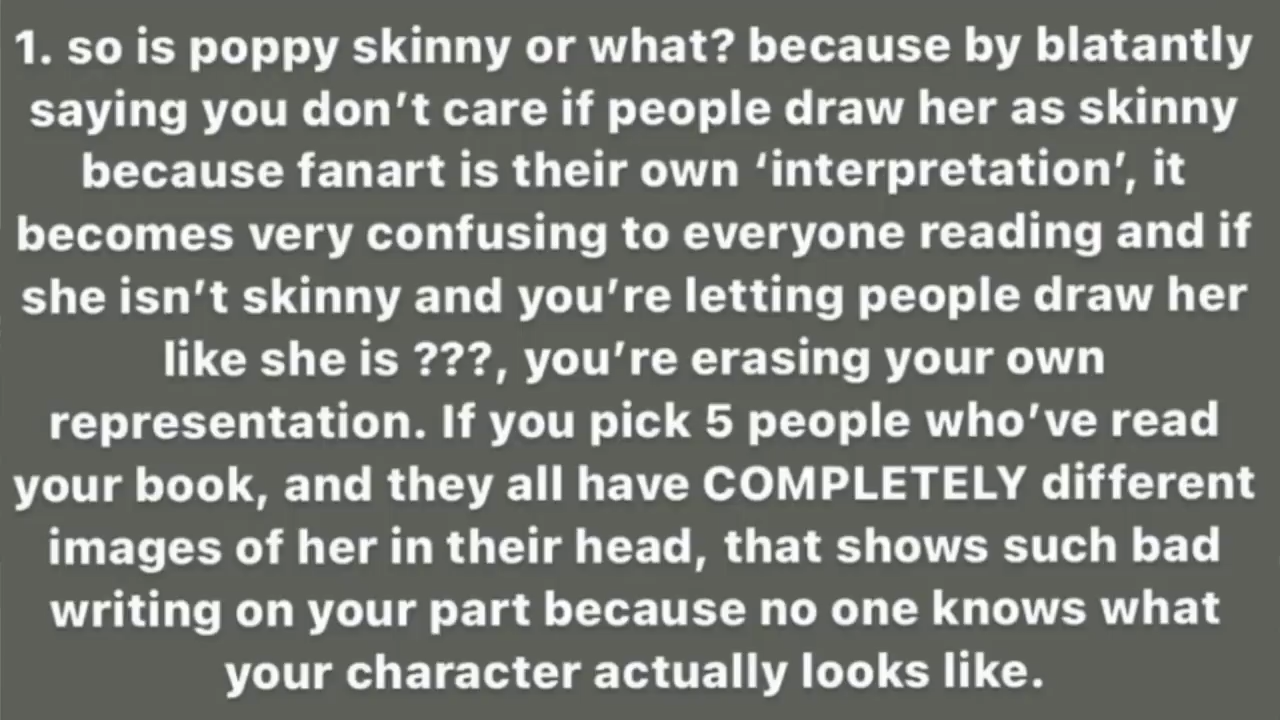 1. so is poppy skinny or what? because by blatantly
saying you don’t care if people draw her as skinny
because fanart is their own ‘interpretation’, it
becomes very confusing to everyone reading and if
she isn’t skinny and you’re letting people draw her
like she is ???, you’re erasing your own
representation. If you pick 5 people who’ve read
your book, and they all have COMPLETELY different
images of her in their head, that shows such bad
writing on your part because no one knows what
your character actually looks like.